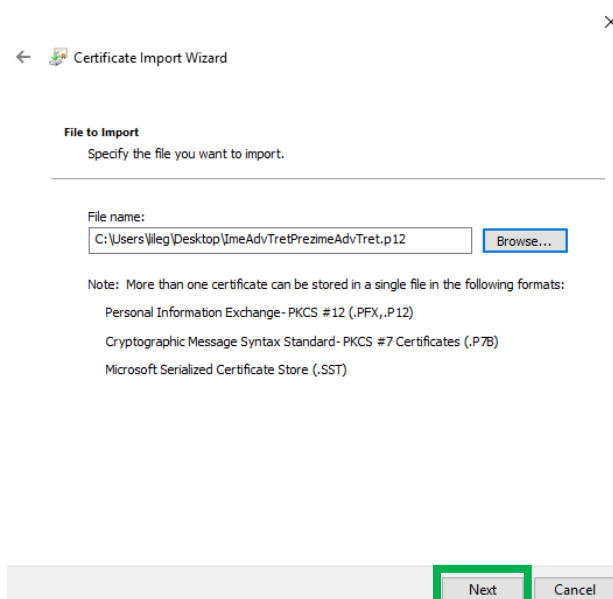 Certificate Import Wizard
File to Import
Specify the file you want to import.
File name:
C:\Users\lileg\Desktop\ImeAdvTretPrezimeAdvTret.p12
Browse...
Note: More than one certificate can be stored in a single file in the following formats:
Personal Information Exchange- PKCS #12 (.PFX,.P12)
Cryptographic Message Syntax Standard- PKCS #7 Certificates (.P7B)
Microsoft Serialized Certificate Store (.SST)
Next
Cancel